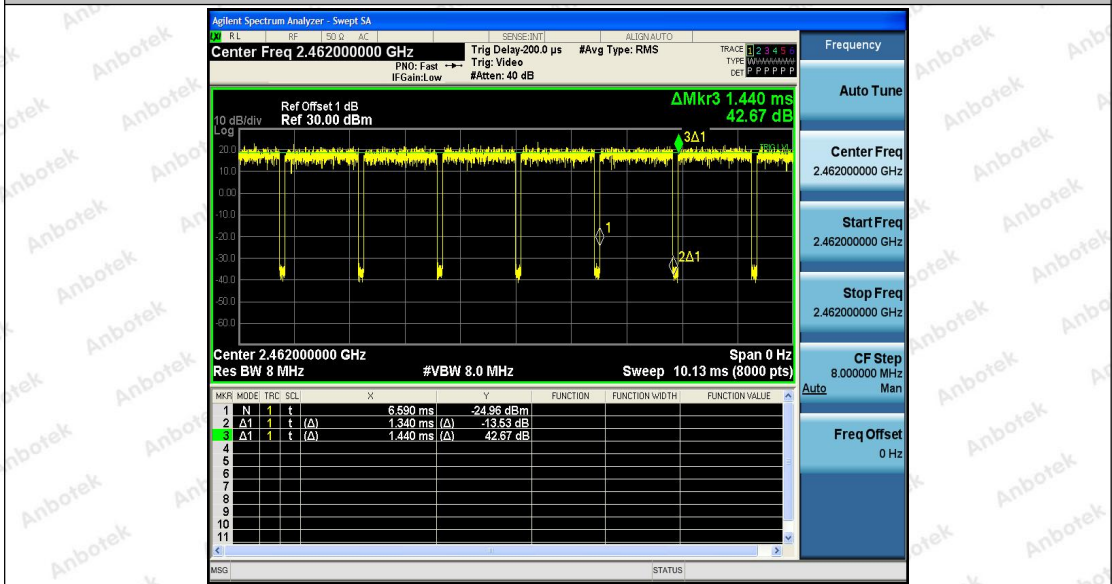 Agilent Spectrum Analyzer - Swept SA
LXI RL RF 50 Ω AC SENSE:INT ALIGNAUTO
Center Freq 2.462000000 GHz
PNO: Fast
IFGain:Low
Trig Delay-200.0 µs
Trig: Video
#Atten: 40 dB
#Avg Type: RMS
TRACE 1 2 3 4 5 6
TYPE
DET P P P P P P
ΔMkr3 1.440 ms
42.67 dB
Ref Offset 1 dB
10 dB/div Ref 30.00 dBm
Log
3Δ1
TRIG LVL
20.0
10.0
0.00
-10.0
1
-20.0
2Δ1
-30.0
-40.0
-50.0
-60.0
Center 2.462000000 GHz Span 0 Hz
Res BW 8 MHz #VBW 8.0 MHz Sweep 10.13 ms (8000 pts)
MKR MODE TRC SCL X Y FUNCTION FUNCTION WIDTH FUNCTION VALUE
1 N 1 t 6.590 ms -24.96 dBm
2 Δ1 1 t (Δ) 1.340 ms (Δ) -13.53 dB
3 Δ1 1 t (Δ) 1.440 ms (Δ) 42.67 dB
4
5
6
7
8
9
10
11
MSG STATUS
Frequency
Auto Tune
Center Freq
2.462000000 GHz
Start Freq
2.462000000 GHz
Stop Freq
2.462000000 GHz
CF Step
8.000000 MHz
Auto Man
Freq Offset
0 Hz
Anbotek